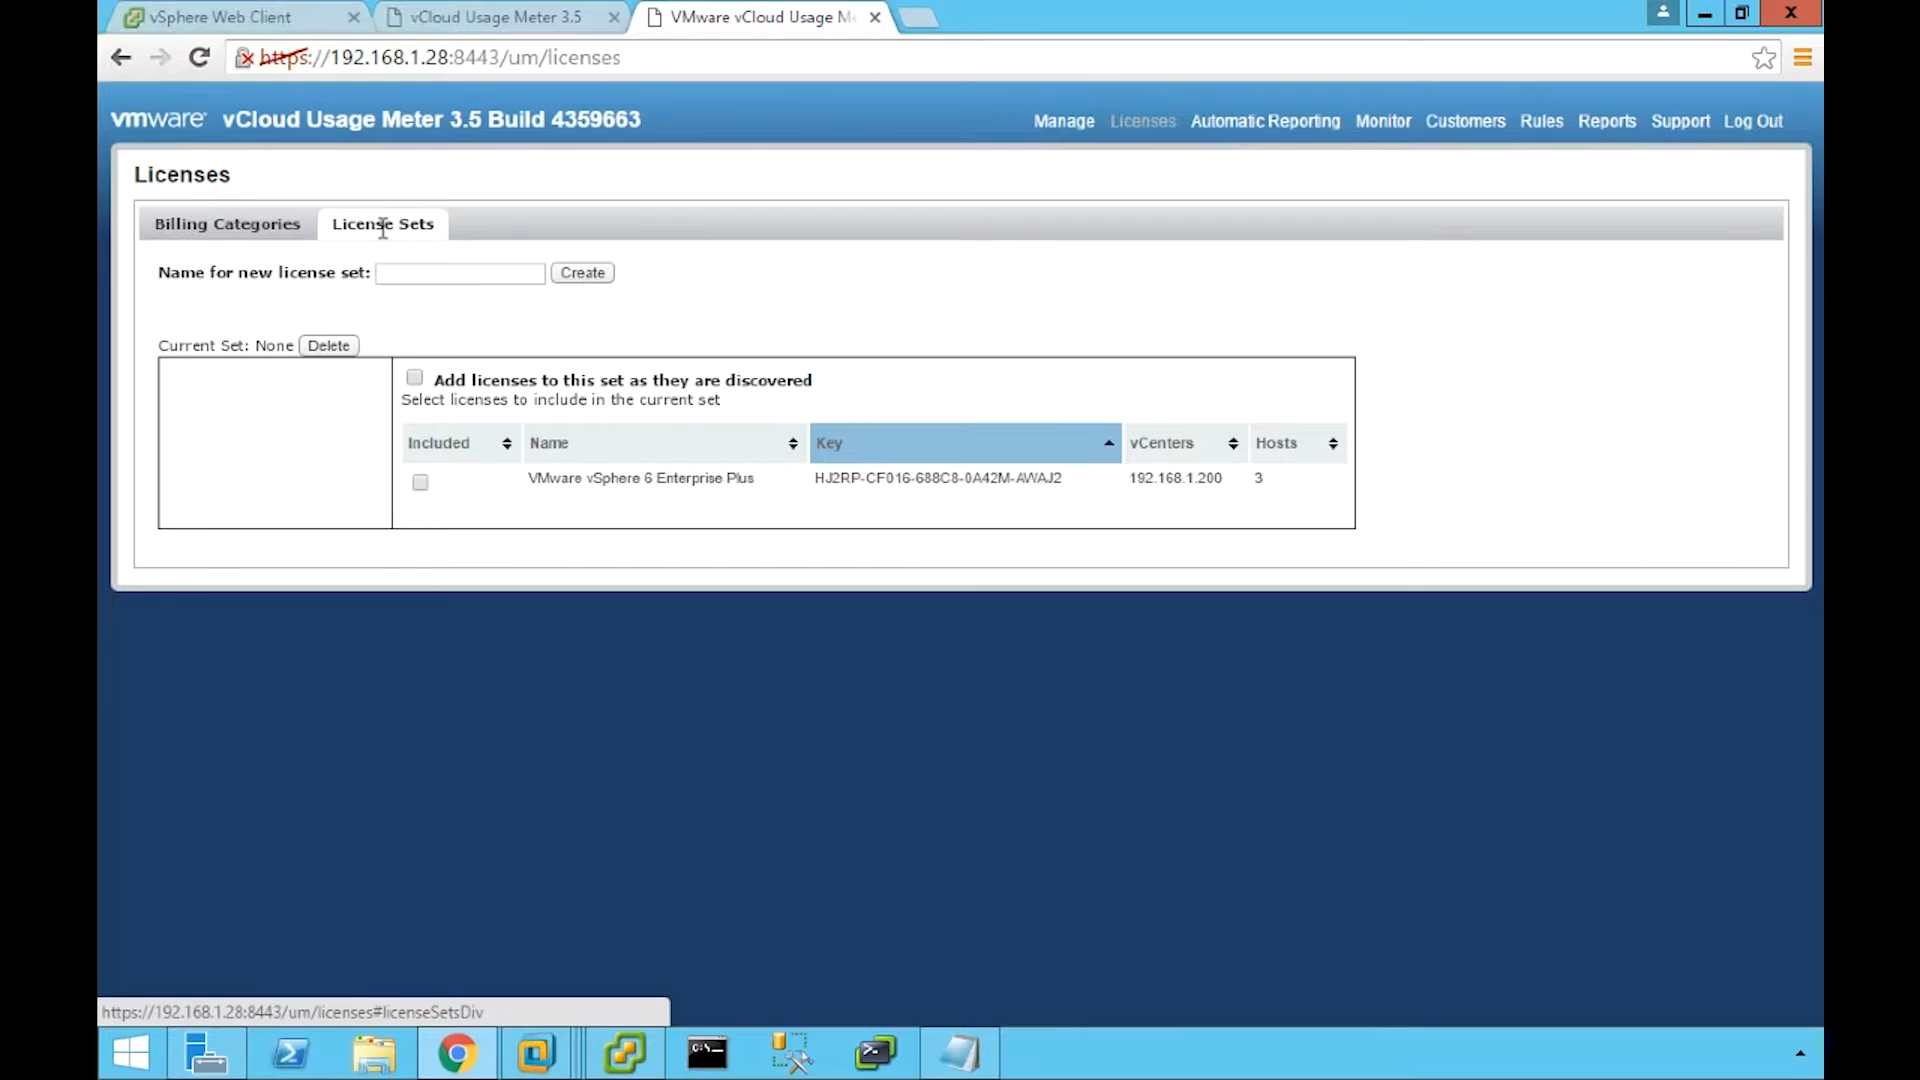 vSphere Web Client
vCloud Usage Meter 3.5
VMware vCloud Usage Me
https://192.168.1.28:8443/um/licenses
vmware vCloud Usage Meter 3.5 Build 4359663
Manage Licenses Automatic Reporting Monitor Customers Rules Reports Support Log Out
Licenses
Billing Categories License Sets
Name for new license set: Create
Current Set: None Delete
Add licenses to this set as they are discovered
Select licenses to include in the current set
Included Name Key vCenters Hosts
VMware vSphere 6 Enterprise Plus HJ2RP-CF016-688C8-0A42M-AWAJ2 192.168.1.200 3
https://192.168.1.28:8443/um/licenses#licenseSetsDiv